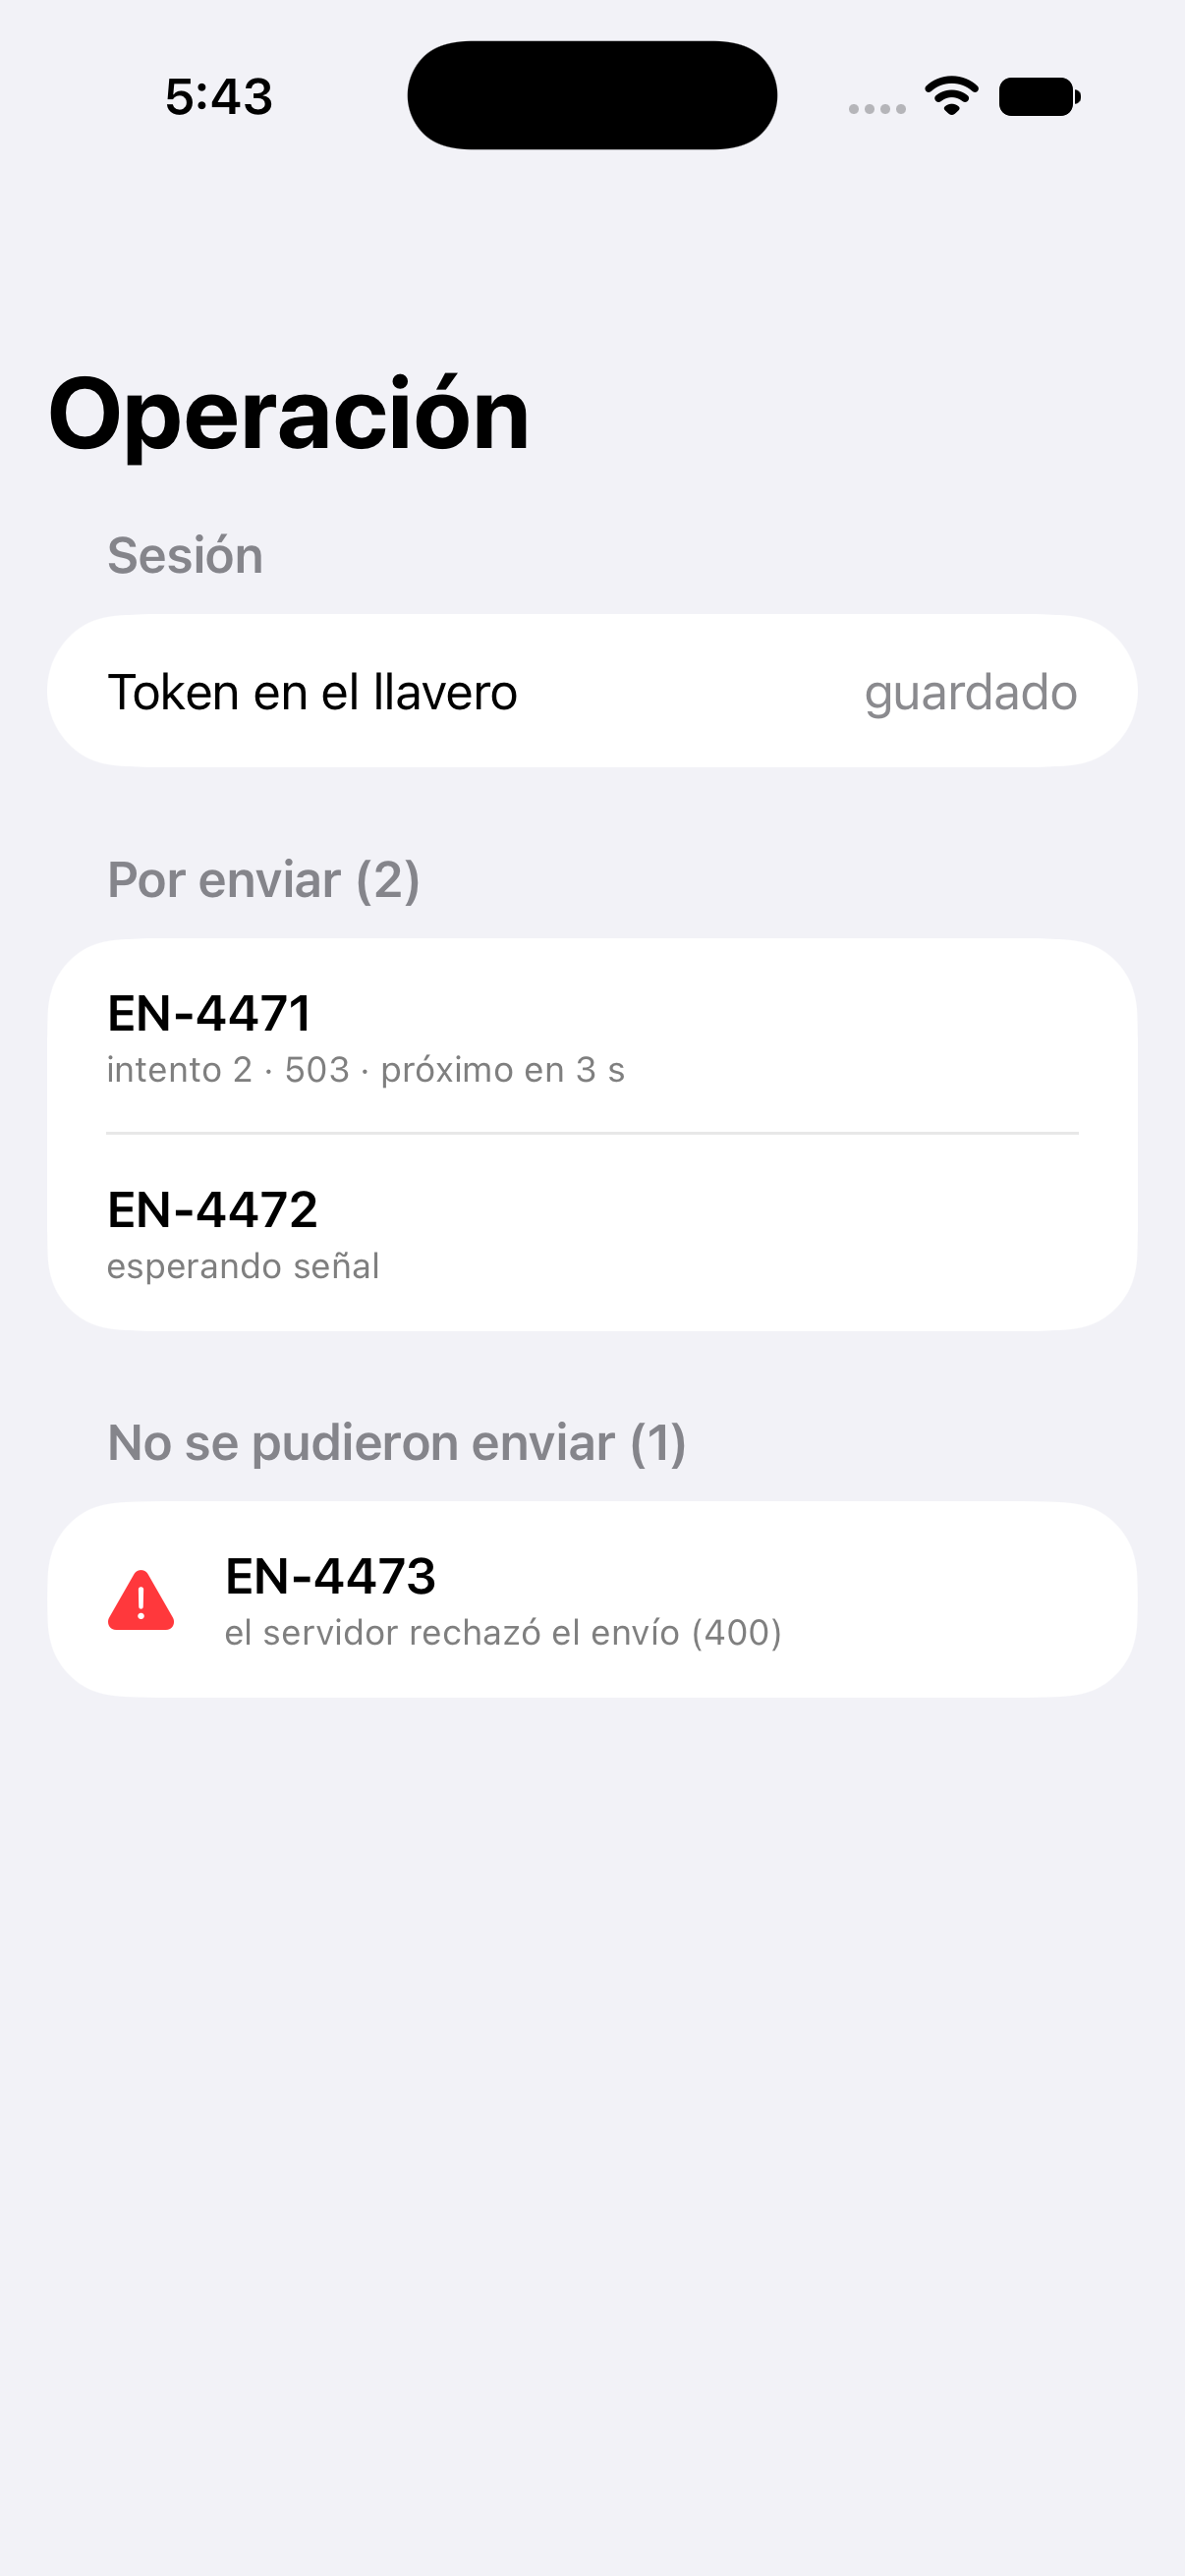 5:43
Operación
Sesión
Token en el llavero guardado
Por enviar (2)
EN-4471
intento 2 · 503 · próximo en 3 s
EN-4472
esperando señal
No se pudieron enviar (1)
EN-4473
el servidor rechazó el envío (400)